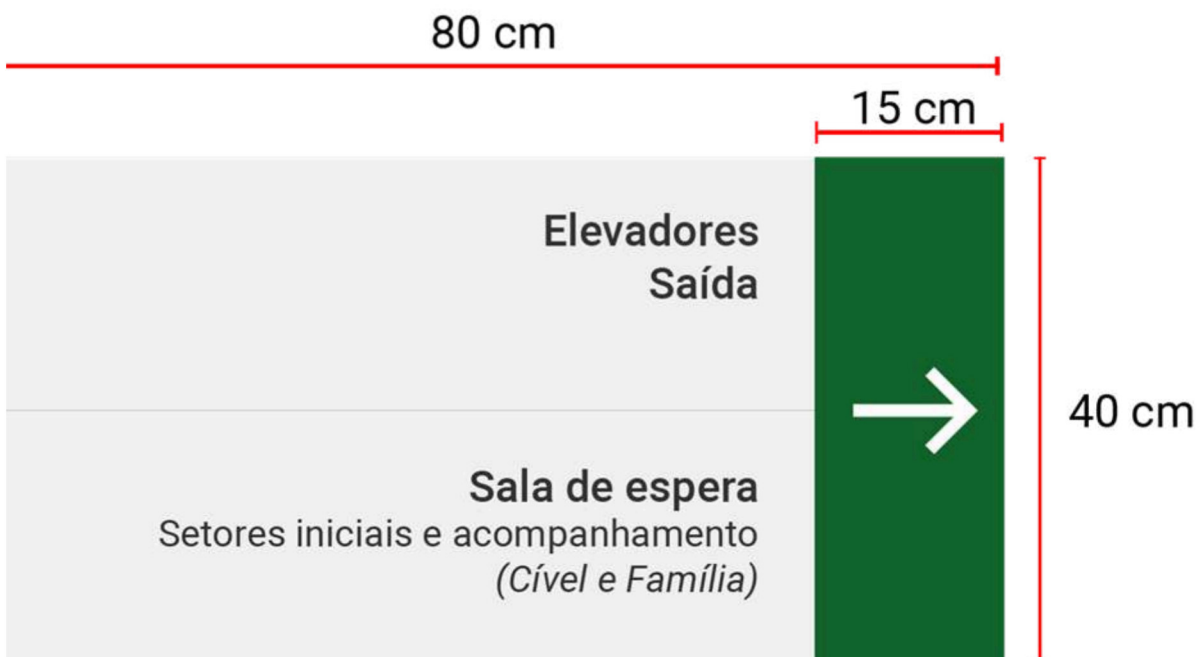 80 cm
15 cm
Elevadores
Saída
40 cm
Sala de espera
Setores iniciais e acompanhamento
(Cível e Família)